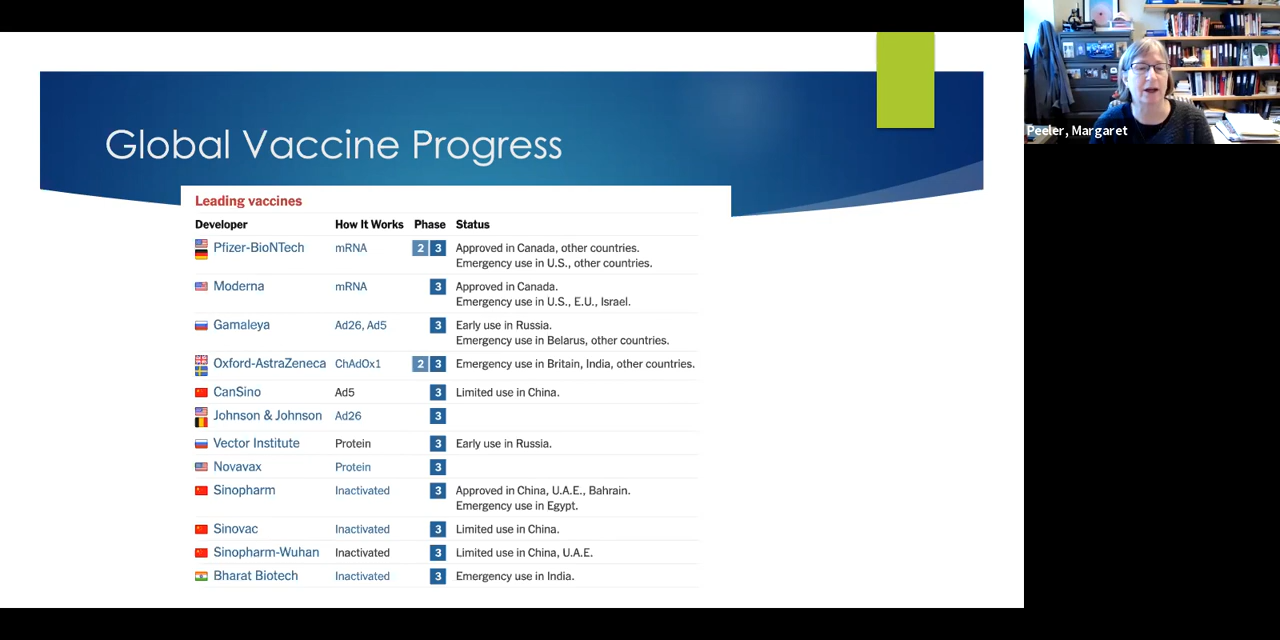 Global Vaccine Progress
Leading vaccines
Developer How It Works Phase Status
Pfizer-BioNTech mRNA 2 3 Approved in Canada, other countries.
Emergency use in U.S., other countries.
Moderna mRNA 3 Approved in Canada.
Emergency use in U.S., E.U., Israel.
Gamaleya Ad26, Ad5 3 Early use in Russia.
Emergency use in Belarus, other countries.
Oxford-AstraZeneca ChAdOx1 2 3 Emergency use in Britain, India, other countries.
CanSino Ad5 3 Limited use in China.
Johnson & Johnson Ad26 3
Vector Institute Protein 3 Early use in Russia.
Novavax Protein 3
Sinopharm Inactivated 3 Approved in China, U.A.E., Bahrain.
Emergency use in Egypt.
Sinovac Inactivated 3 Limited use in China.
Sinopharm-Wuhan Inactivated 3 Limited use in China, U.A.E.
Bharat Biotech Inactivated 3 Emergency use in India.
Peeler, Margaret